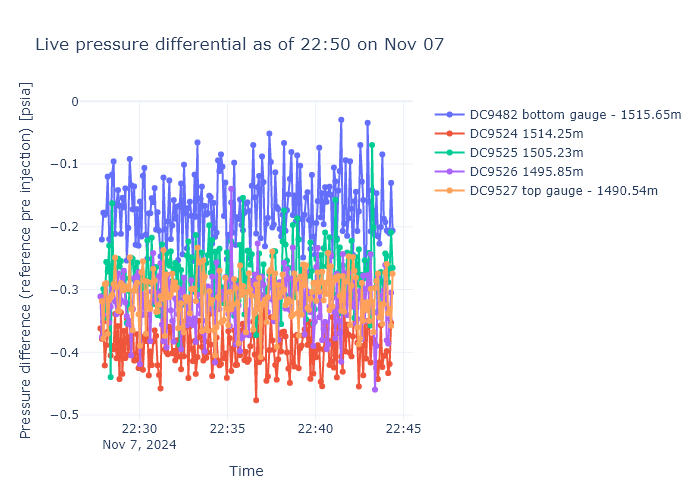 Live pressure differential as of 22:50 on Nov 07
Pressure difference (reference pre injection) [psia]
0
−0.1
−0.2
−0.3
−0.4
−0.5
22:30
Nov 7, 2024
22:35
22:40
22:45
Time
DC9482 bottom gauge - 1515.65m
DC9524 1514.25m
DC9525 1505.23m
DC9526 1495.85m
DC9527 top gauge - 1490.54m